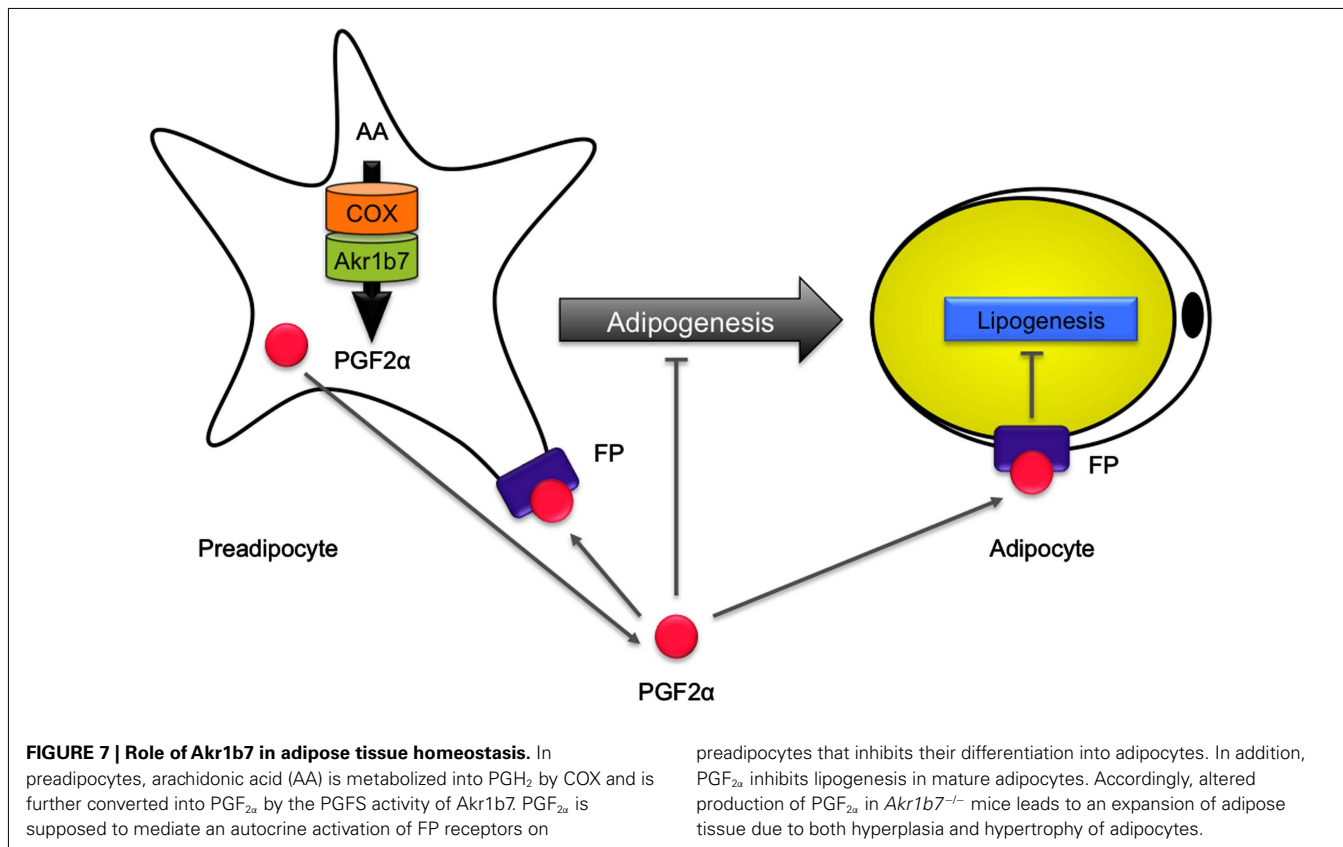 AA
COX
Akr1b7
PGF2α
Adipogenesis
Lipogenesis
FP
FP
Preadipocyte
Adipocyte
PGF2α
FIGURE 7 | Role of Akr1b7 in adipose tissue homeostasis. In
preadipocytes, arachidonic acid (AA) is metabolized into PGH₂ by COX and is
further converted into PGF₂α by the PGFS activity of Akr1b7. PGF₂α is
supposed to mediate an autocrine activation of FP receptors on
preadipocytes that inhibits their differentiation into adipocytes. In addition,
PGF₂α inhibits lipogenesis in mature adipocytes. Accordingly, altered
production of PGF₂α in Akr1b7⁻/⁻ mice leads to an expansion of adipose
tissue due to both hyperplasia and hypertrophy of adipocytes.